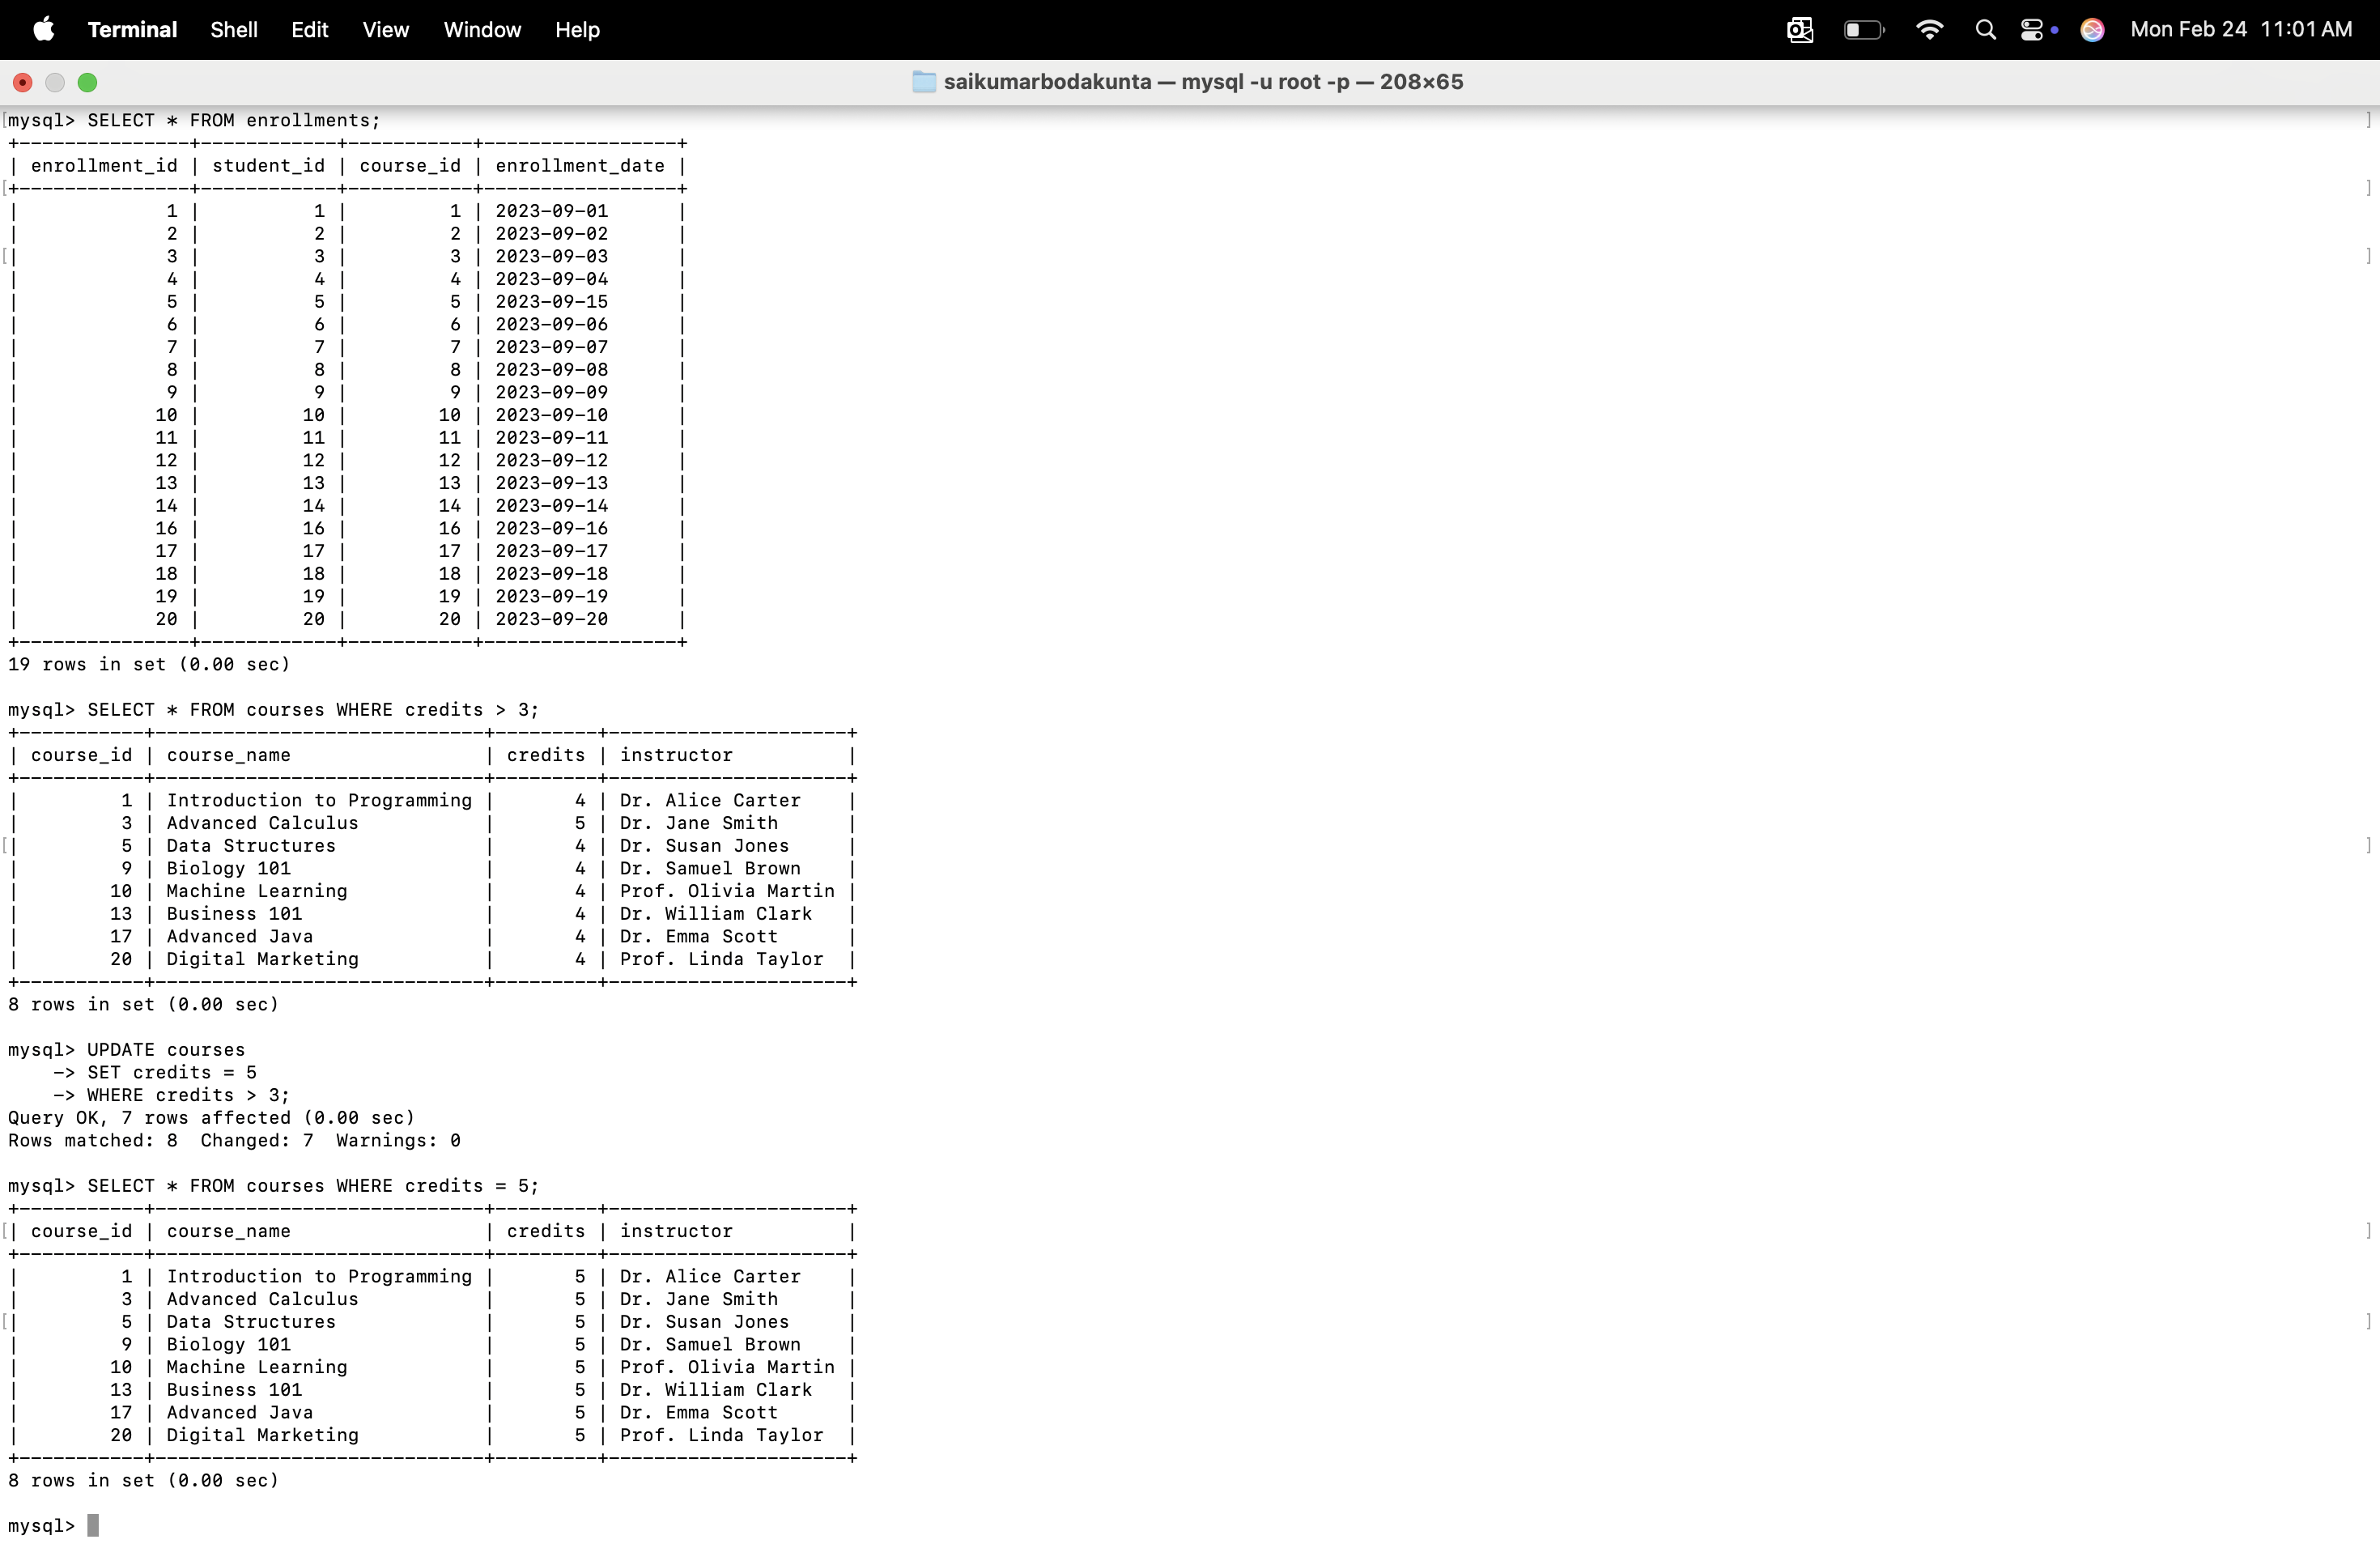 Terminal Shell Edit View Window Help Mon Feb 24 11:01 AM
saikumarbodakunta — mysql -u root -p — 208×65
mysql> SELECT * FROM enrollments;
+---------------+------------+-----------+-----------------+
| enrollment_id | student_id | course_id | enrollment_date |
+---------------+------------+-----------+-----------------+
|             1 |          1 |         1 | 2023-09-01      |
|             2 |          2 |         2 | 2023-09-02      |
|             3 |          3 |         3 | 2023-09-03      |
|             4 |          4 |         4 | 2023-09-04      |
|             5 |          5 |         5 | 2023-09-15      |
|             6 |          6 |         6 | 2023-09-06      |
|             7 |          7 |         7 | 2023-09-07      |
|             8 |          8 |         8 | 2023-09-08      |
|             9 |          9 |         9 | 2023-09-09      |
|            10 |         10 |        10 | 2023-09-10      |
|            11 |         11 |        11 | 2023-09-11      |
|            12 |         12 |        12 | 2023-09-12      |
|            13 |         13 |        13 | 2023-09-13      |
|            14 |         14 |        14 | 2023-09-14      |
|            16 |         16 |        16 | 2023-09-16      |
|            17 |         17 |        17 | 2023-09-17      |
|            18 |         18 |        18 | 2023-09-18      |
|            19 |         19 |        19 | 2023-09-19      |
|            20 |         20 |        20 | 2023-09-20      |
+---------------+------------+-----------+-----------------+
19 rows in set (0.00 sec)
mysql> SELECT * FROM courses WHERE credits > 3;
+-----------+-----------------------------+---------+---------------------+
| course_id | course_name                 | credits | instructor          |
+-----------+-----------------------------+---------+---------------------+
|         1 | Introduction to Programming |       4 | Dr. Alice Carter    |
|         3 | Advanced Calculus           |       5 | Dr. Jane Smith      |
|         5 | Data Structures             |       4 | Dr. Susan Jones     |
|         9 | Biology 101                 |       4 | Dr. Samuel Brown    |
|        10 | Machine Learning            |       4 | Prof. Olivia Martin |
|        13 | Business 101                |       4 | Dr. William Clark   |
|        17 | Advanced Java               |       4 | Dr. Emma Scott      |
|        20 | Digital Marketing           |       4 | Prof. Linda Taylor  |
+-----------+-----------------------------+---------+---------------------+
8 rows in set (0.00 sec)
mysql> UPDATE courses
    -> SET credits = 5
    -> WHERE credits > 3;
Query OK, 7 rows affected (0.00 sec)
Rows matched: 8  Changed: 7  Warnings: 0
mysql> SELECT * FROM courses WHERE credits = 5;
+-----------+-----------------------------+---------+---------------------+
| course_id | course_name                 | credits | instructor          |
+-----------+-----------------------------+---------+---------------------+
|         1 | Introduction to Programming |       5 | Dr. Alice Carter    |
|         3 | Advanced Calculus           |       5 | Dr. Jane Smith      |
|         5 | Data Structures             |       5 | Dr. Susan Jones     |
|         9 | Biology 101                 |       5 | Dr. Samuel Brown    |
|        10 | Machine Learning            |       5 | Prof. Olivia Martin |
|        13 | Business 101                |       5 | Dr. William Clark   |
|        17 | Advanced Java               |       5 | Dr. Emma Scott      |
|        20 | Digital Marketing           |       5 | Prof. Linda Taylor  |
+-----------+-----------------------------+---------+---------------------+
8 rows in set (0.00 sec)
mysql>